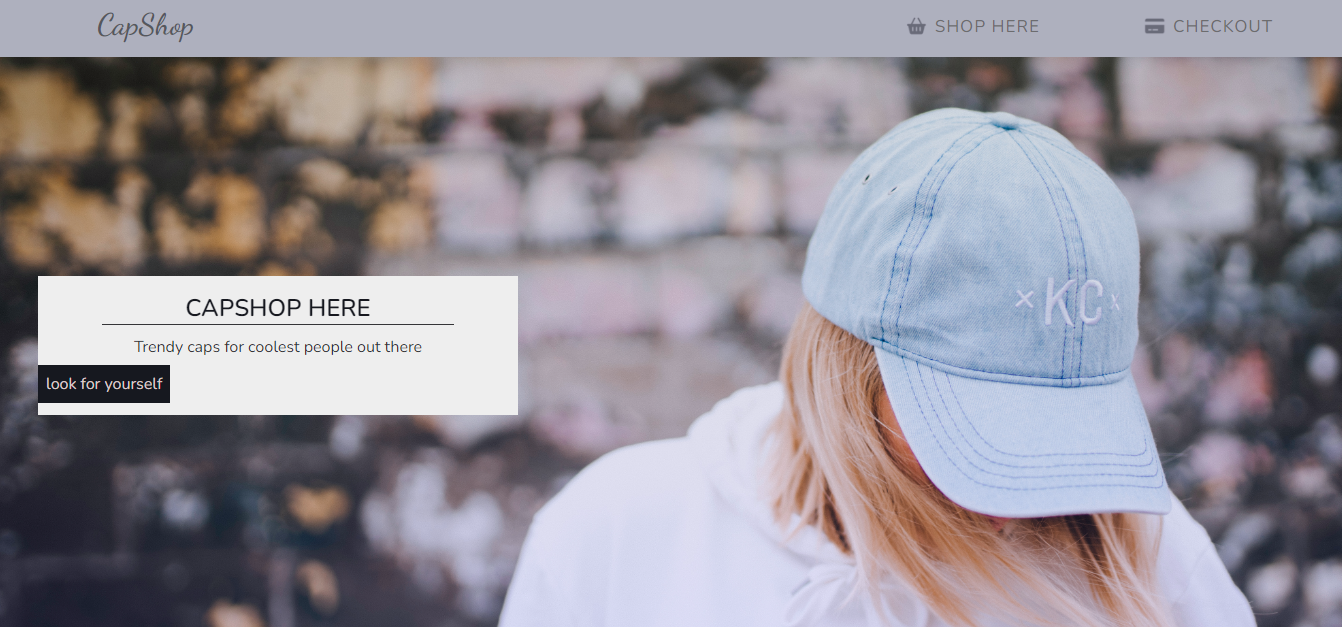 CapShop
SHOP HERE
CHECKOUT
×KC×
CAPSHOP HERE
Trendy caps for coolest people out there
look for yourself